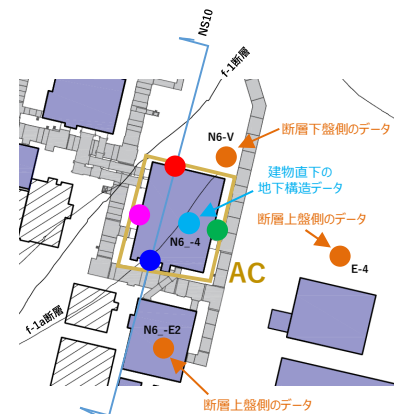 NS10
f-1断層
N6-V
断層下盤側のデータ
建物直下の
地下構造データ
断層上盤側のデータ
N6_-4
E-4
AC
f-1a断層
N6_-E2
断層上盤側のデータ